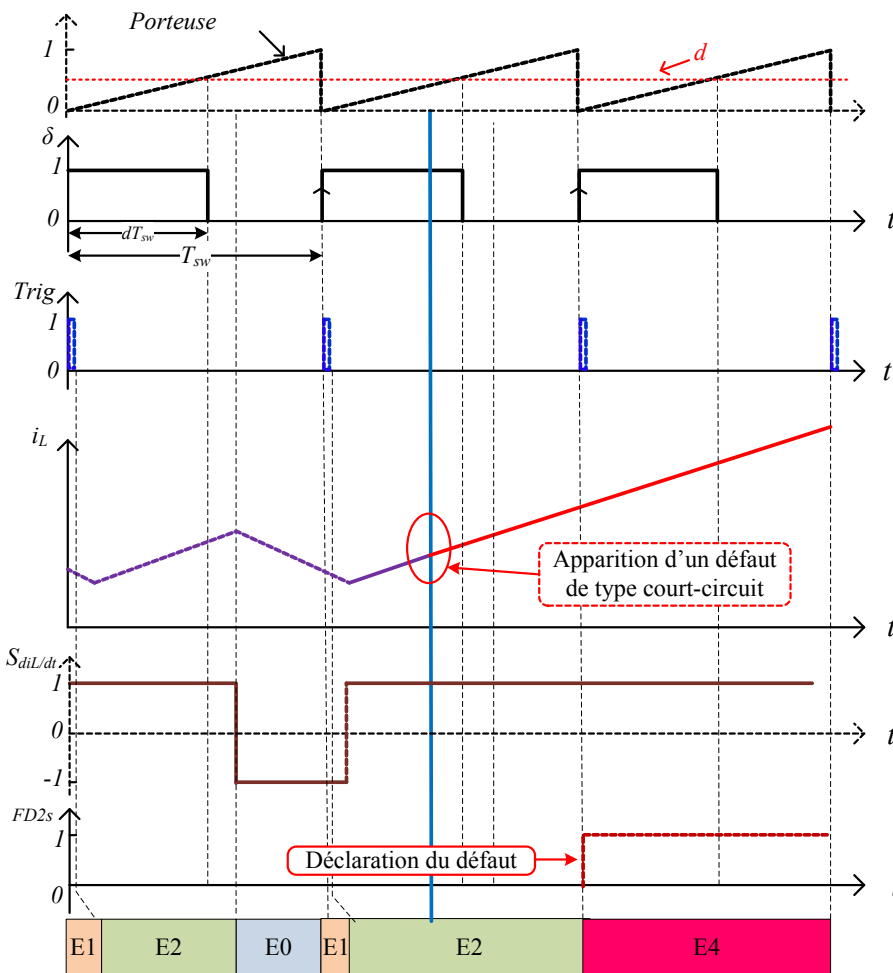 Porteuse
1
d
0
δ
1
0
t
dTsw
Tsw
Trig
1
0
t
iL
Apparition d’un défaut
de type court-circuit
t
SdiL/dt
1
0
t
-1
FD2s
1
Déclaration du défaut
0
E1 E2 E0 E1 E2 E4